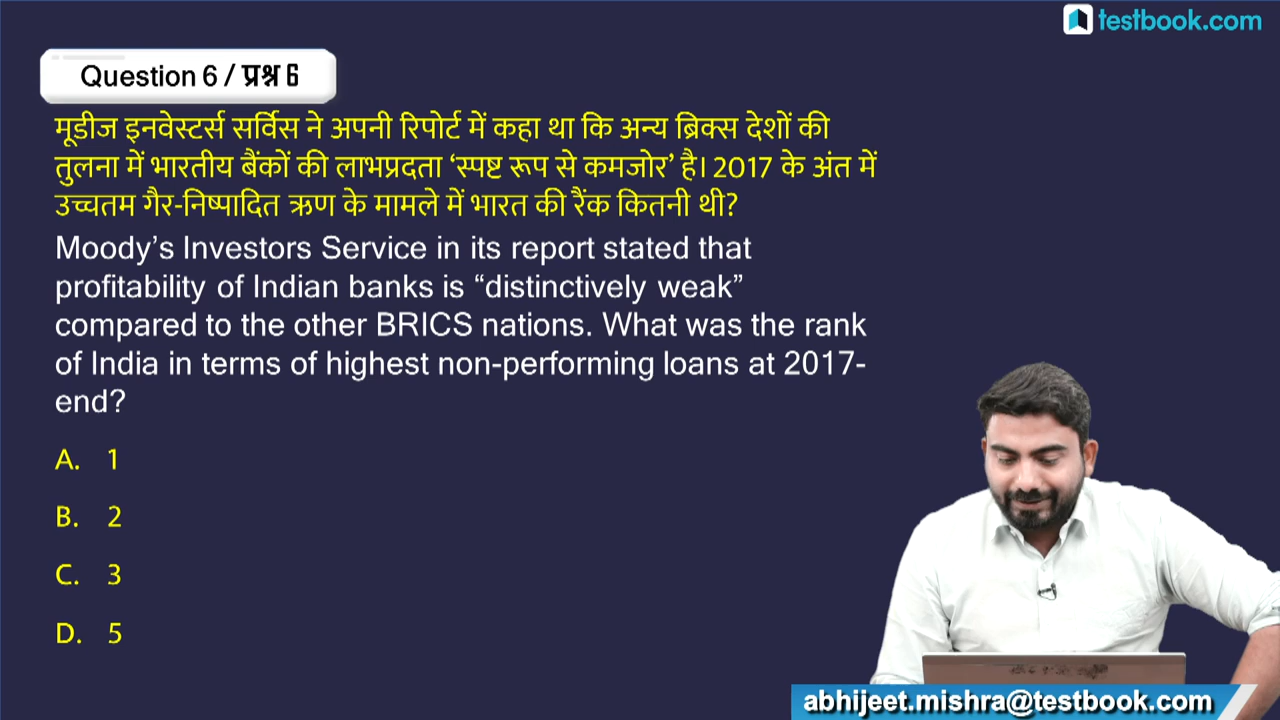 testbook.com
Question 6 / प्रश्न 6
मूडीज इनवेस्टर्स सर्विस ने अपनी रिपोर्ट में कहा था कि अन्य ब्रिक्स देशों की
तुलना में भारतीय बैंकों की लाभप्रदता ‘स्पष्ट रूप से कमजोर’ है। 2017 के अंत में
उच्चतम गैर-निष्पादित ऋण के मामले में भारत की रैंक कितनी थी?
Moody’s Investors Service in its report stated that
profitability of Indian banks is “distinctively weak”
compared to the other BRICS nations. What was the rank
of India in terms of highest non-performing loans at 2017-
end?
A. 1
B. 2
C. 3
D. 5
abhijeet.mishra@testbook.com